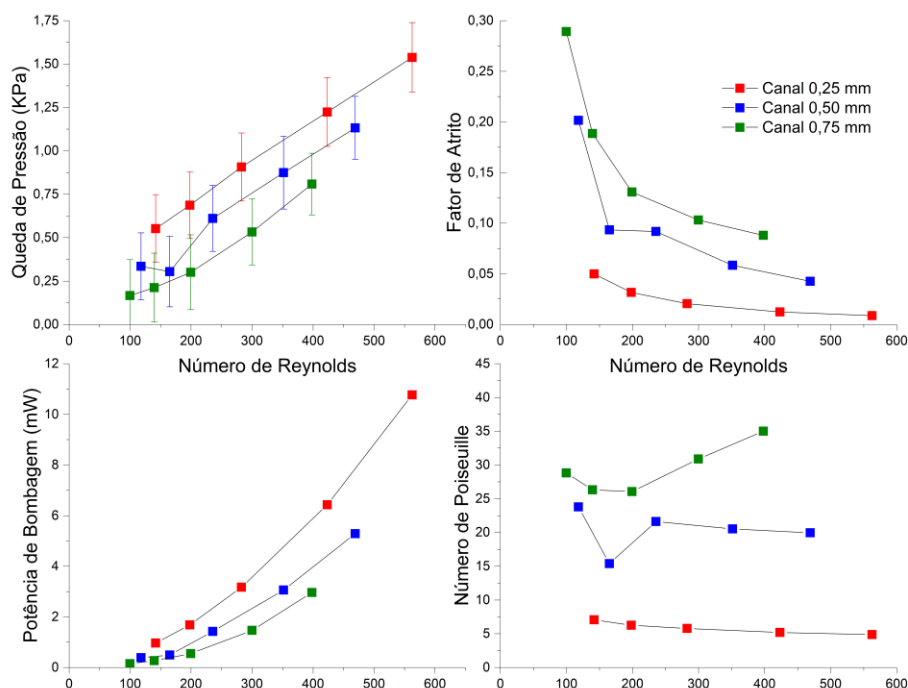 Queda de Pressão (KPa)
1,75
1,50
1,25
1,00
0,75
0,50
0,25
0,00
0 100 200 300 400 500 600
Número de Reynolds
Fator de Atrito
0,30
0,25
0,20
0,15
0,10
0,05
0,00
Canal 0,25 mm
Canal 0,50 mm
Canal 0,75 mm
0 100 200 300 400 500 600
Número de Reynolds
Potência de Bombagem (mW)
12
10
8
6
4
2
0
0 100 200 300 400 500 600
Número de Poiseuille
45
40
35
30
25
20
15
10
5
0
0 100 200 300 400 500 600